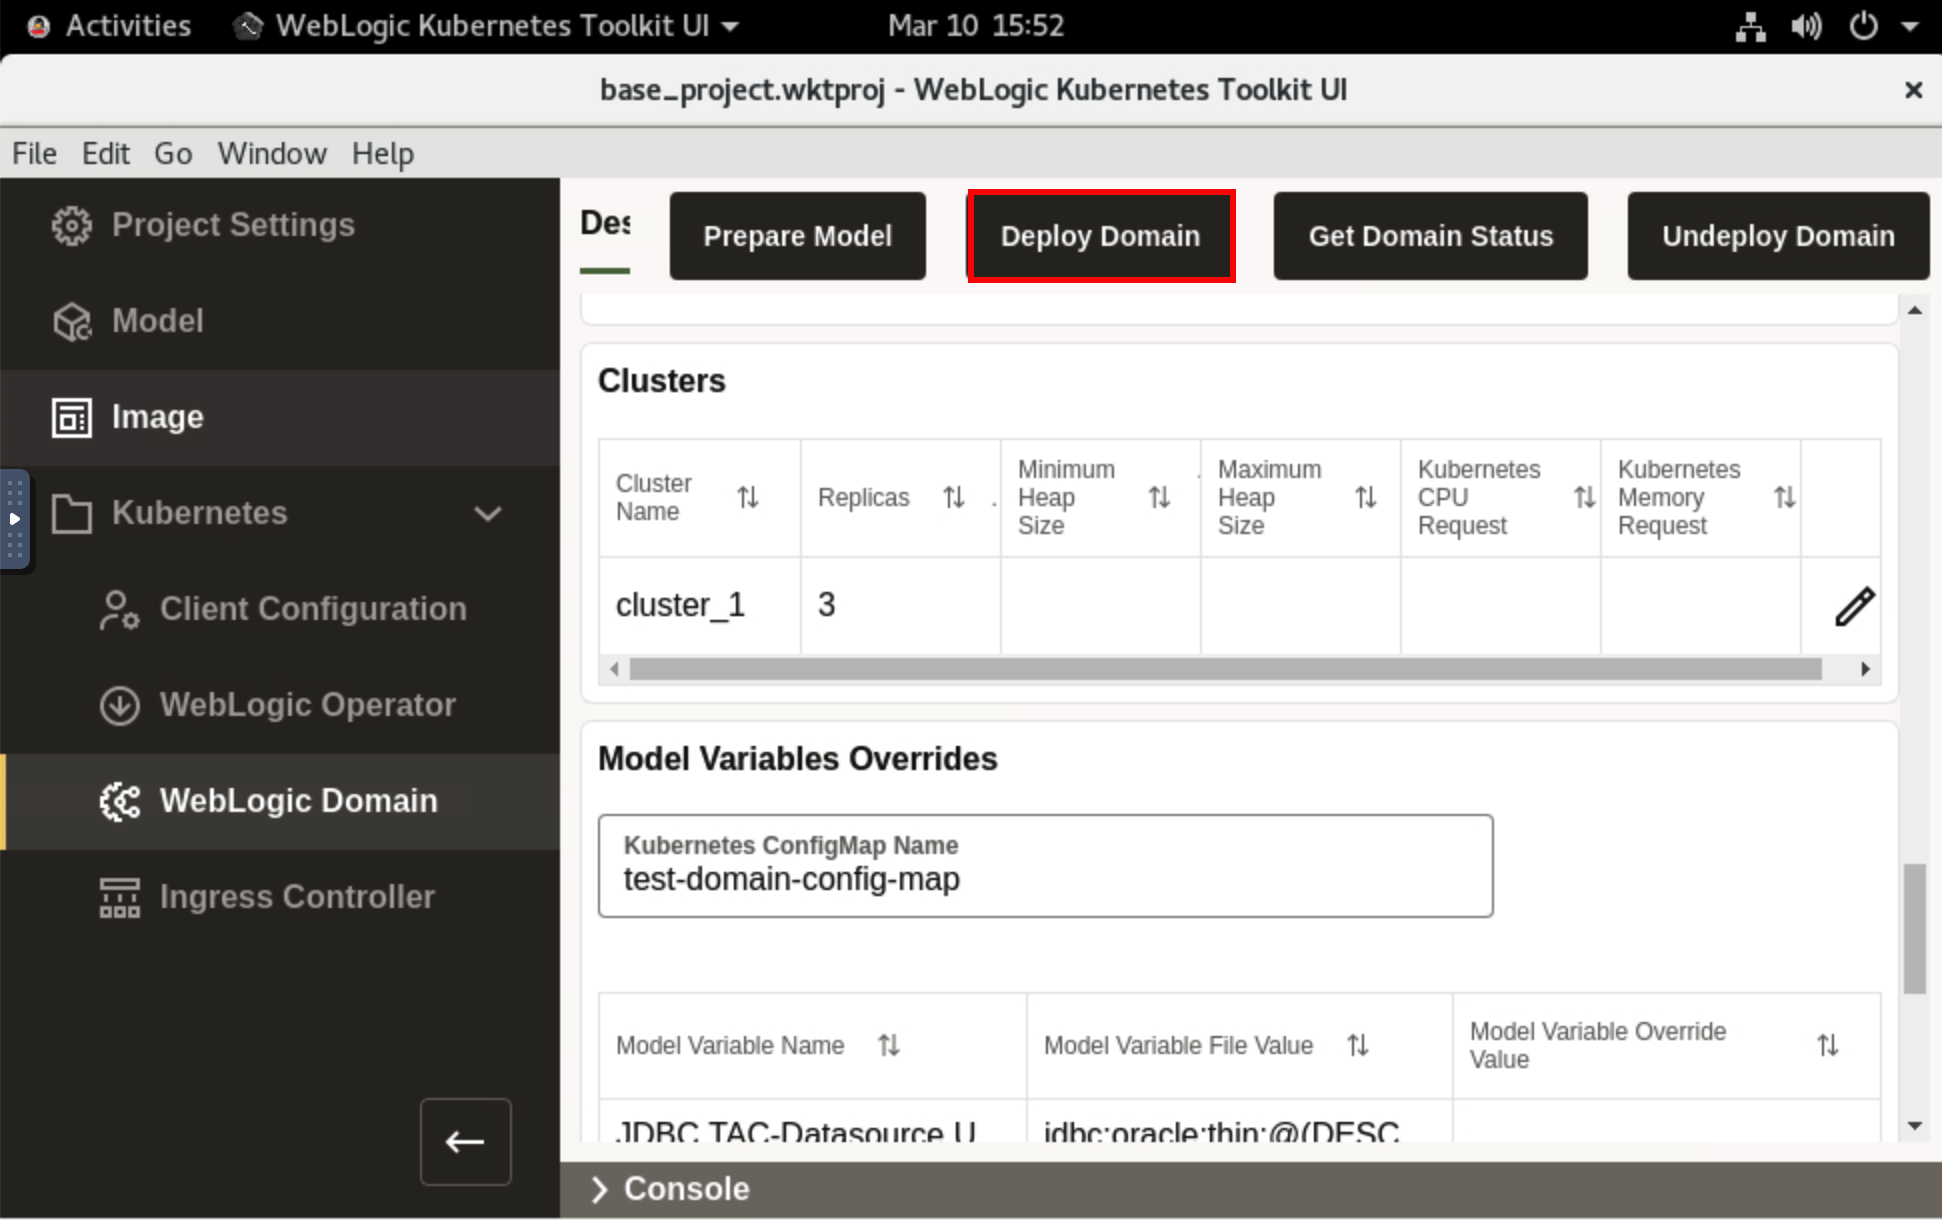 Activities WebLogic Kubernetes Toolkit UI Mar 10 15:52
base_project.wktproj - WebLogic Kubernetes Toolkit UI
File Edit Go Window Help
Project Settings
Model
Image
Kubernetes
Client Configuration
WebLogic Operator
WebLogic Domain
Ingress Controller
Prepare Model Deploy Domain Get Domain Status Undeploy Domain
Clusters
Cluster Name Replicas Minimum Heap Size Maximum Heap Size Kubernetes CPU Request Kubernetes Memory Request
cluster_1 3
Model Variables Overrides
Kubernetes ConfigMap Name
test-domain-config-map
Model Variable Name Model Variable File Value Model Variable Override Value
JDBC.TAC-Datasource.U jdbc:oracle:thin:@(DESC
Console